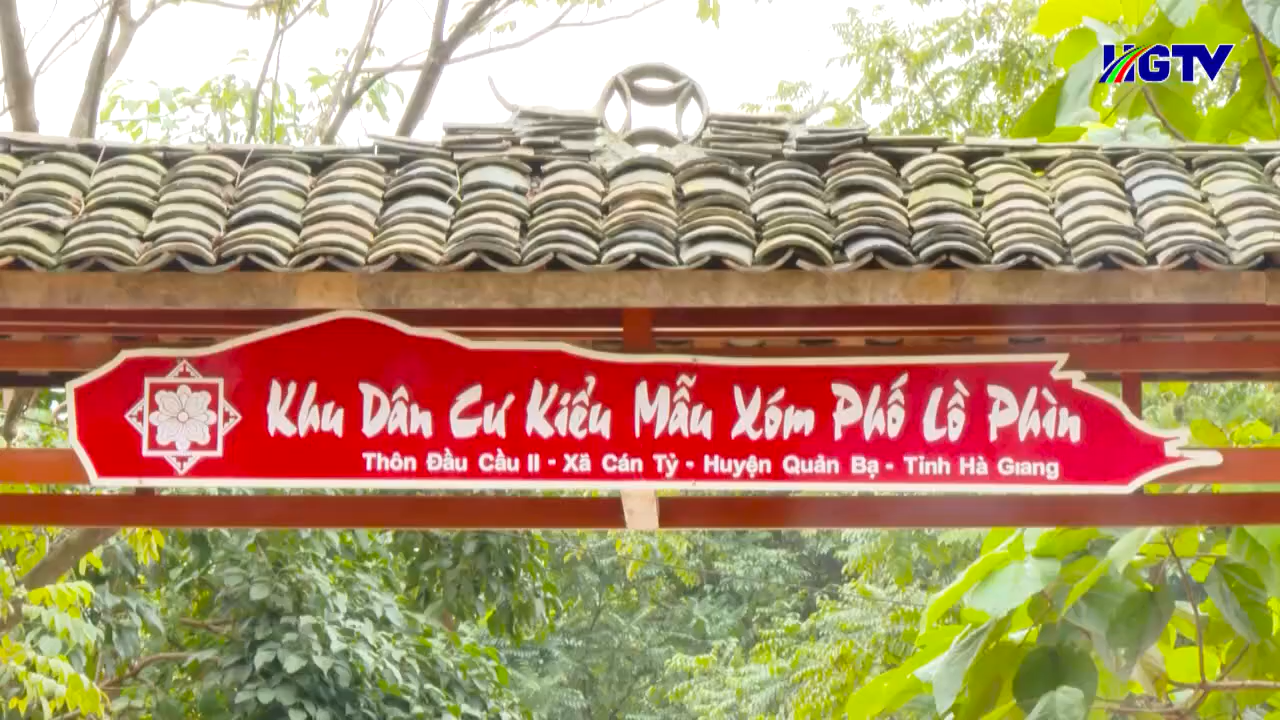 HGTV
Khu Dân Cư Kiểu Mẫu Xóm Phố Lồ Phìn
Thôn Đầu Cầu II - Xã Cán Tỷ - Huyện Quản Bạ - Tỉnh Hà Giang